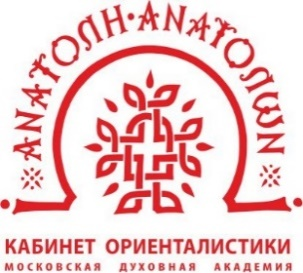 ΑΝΑΤΟΛΗ·ΑΝΑΤΟΛΩΝ
КАБИНЕТ ОРИЕНТАЛИСТИКИ
МОСКОВСКАЯ ДУХОВНАЯ АКАДЕМИЯ